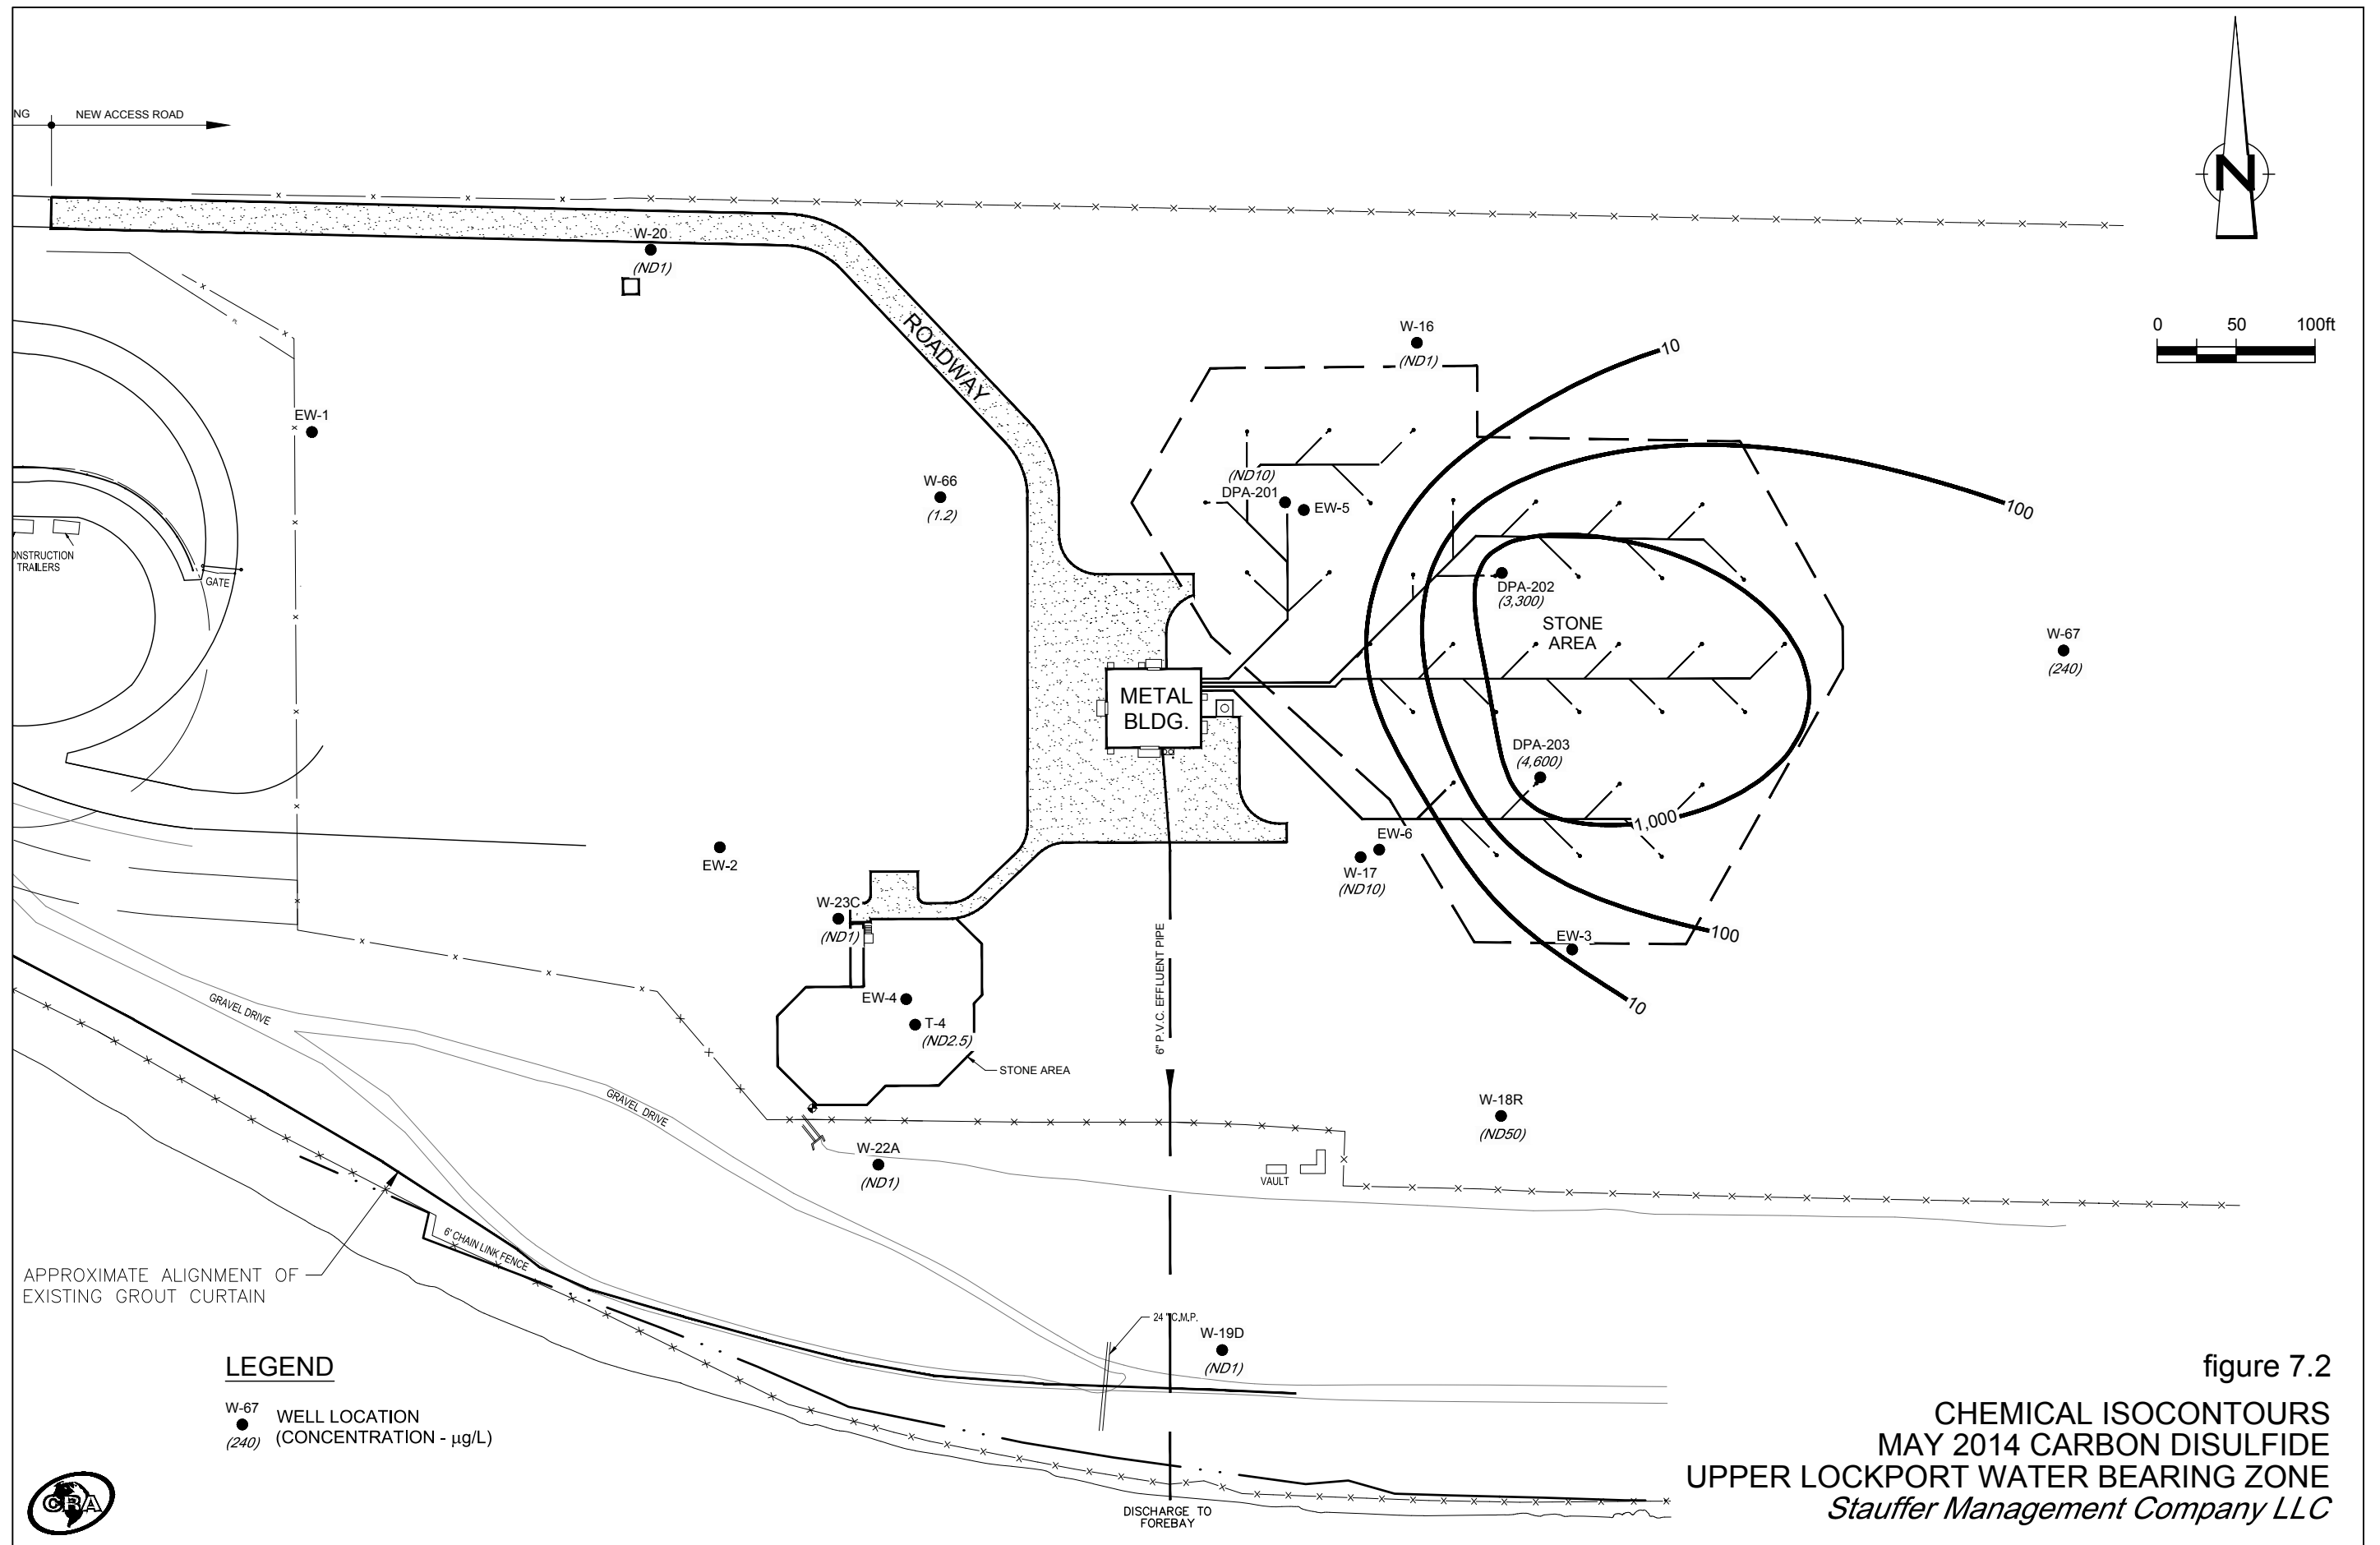 NG
NEW ACCESS ROAD
N
0 50 100ft
W-20
(ND1)
ROADWAY
W-16
(ND1)
10
EW-1
W-66
(1.2)
(ND10)
DPA-201
EW-5
100
ONSTRUCTION
TRAILERS
GATE
DPA-202
(3,300)
STONE
AREA
W-67
(240)
METAL
BLDG.
DPA-203
(4,600)
1,000
EW-2
EW-6
W-17
(ND10)
W-23C
(ND1)
100
EW-3
10
6" P.V.C. EFFLUENT PIPE
GRAVEL DRIVE
EW-4
T-4
(ND2.5)
STONE AREA
GRAVEL DRIVE
W-18R
(ND50)
W-22A
(ND1)
VAULT
6' CHAIN LINK FENCE
APPROXIMATE ALIGNMENT OF
EXISTING GROUT CURTAIN
24 "C.M.P.
W-19D
(ND1)
LEGEND
W-67
(240)
WELL LOCATION
(CONCENTRATION - µg/L)
CRA
DISCHARGE TO
FOREBAY
figure 7.2
CHEMICAL ISOCONTOURS
MAY 2014 CARBON DISULFIDE
UPPER LOCKPORT WATER BEARING ZONE
Stauffer Management Company LLC